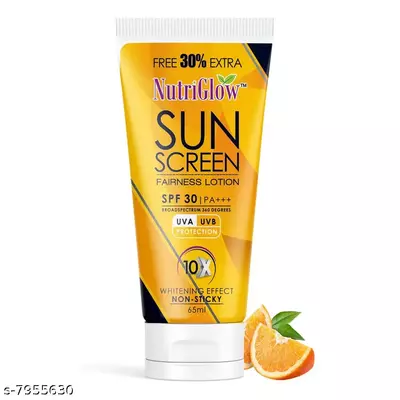 FREE 30% EXTRA
NutriGlow™
SUN
SCREEN
FAIRNESS LOTION
SPF 30 | PA+++
BROADSPECTRUM 360 DEGREES
UVA UVB
PROTECTION
10X
WHITENING EFFECT
NON-STICKY
65ml
s-7955630